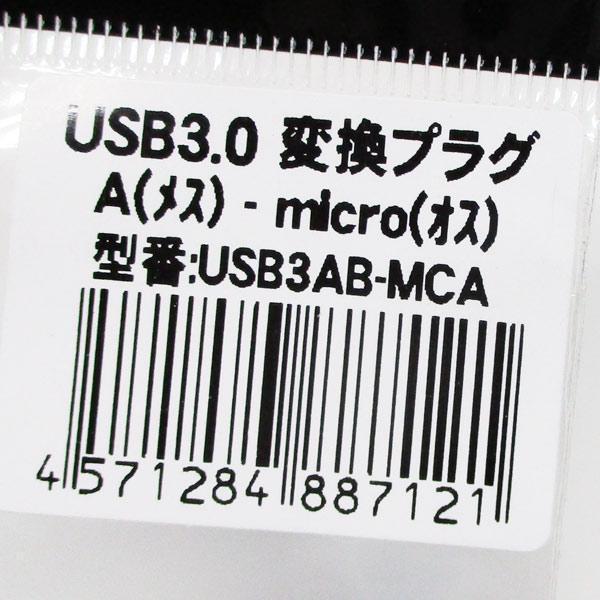 USB3.0 変換プラグ
A(ﾒｽ) - micro(ｵｽ)
型番:USB3AB-MCA
4 571284 887121